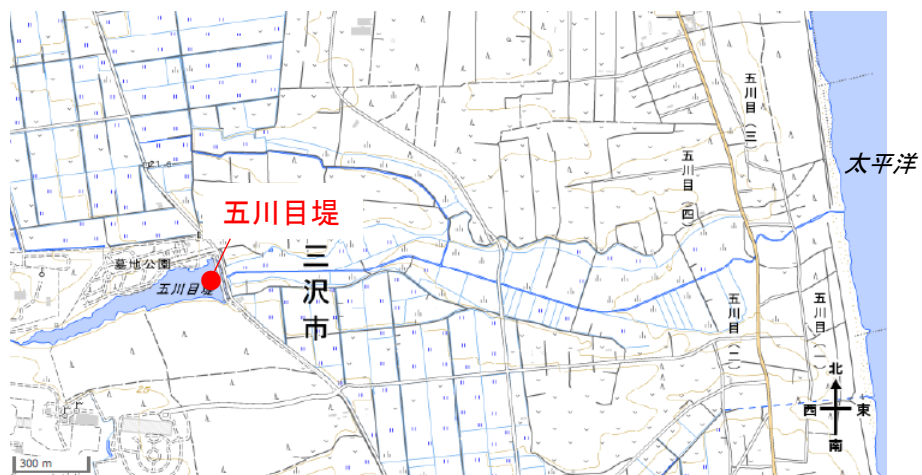 五川目(三)
太平洋
五川目(四)
21.6
五川目堤
墓地公園
三沢市
五川目堤
五川目(二)
五川目(一)
北
西 東
南
300 m